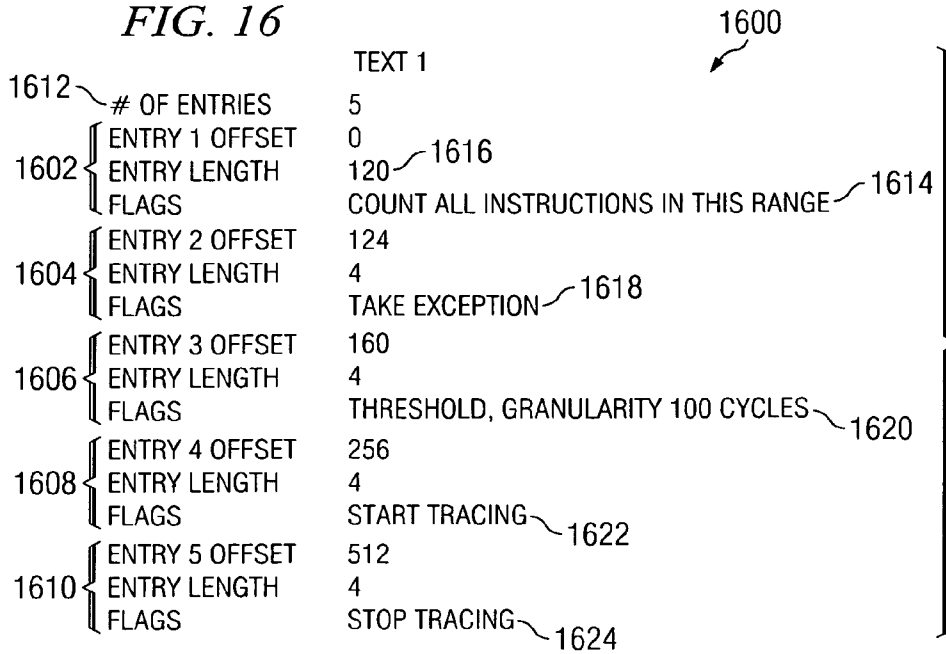 FIG. 16
1600
TEXT 1
1612
# OF ENTRIES 5
ENTRY 1 OFFSET 0
1602 ENTRY LENGTH 120 1616
FLAGS COUNT ALL INSTRUCTIONS IN THIS RANGE 1614
ENTRY 2 OFFSET 124
1604 ENTRY LENGTH 4
FLAGS TAKE EXCEPTION 1618
ENTRY 3 OFFSET 160
1606 ENTRY LENGTH 4
FLAGS THRESHOLD, GRANULARITY 100 CYCLES 1620
ENTRY 4 OFFSET 256
1608 ENTRY LENGTH 4
FLAGS START TRACING 1622
ENTRY 5 OFFSET 512
1610 ENTRY LENGTH 4
FLAGS STOP TRACING 1624